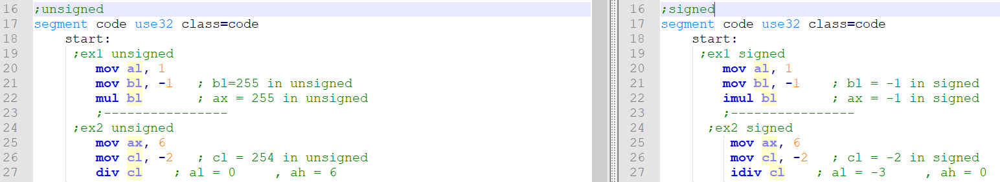 16 ;unsigned
17 segment code use32 class=code
18 start:
19 ;ex1 unsigned
20 mov al, 1
21 mov bl, -1 ; bl=255 in unsigned
22 mul bl ; ax = 255 in unsigned
23 ;----------------
24 ;ex2 unsigned
25 mov ax, 6
26 mov cl, -2 ; cl = 254 in unsigned
27 div cl ; al = 0 , ah = 6
16 ;signed
17 segment code use32 class=code
18 start:
19 ;ex1 signed
20 mov al, 1
21 mov bl, -1 ; bl = -1 in signed
22 imul bl ; ax = -1 in signed
23 ;----------------
24 ;ex2 signed
25 mov ax, 6
26 mov cl, -2 ; cl = -2 in signed
27 idiv cl ; al = -3 , ah = 0